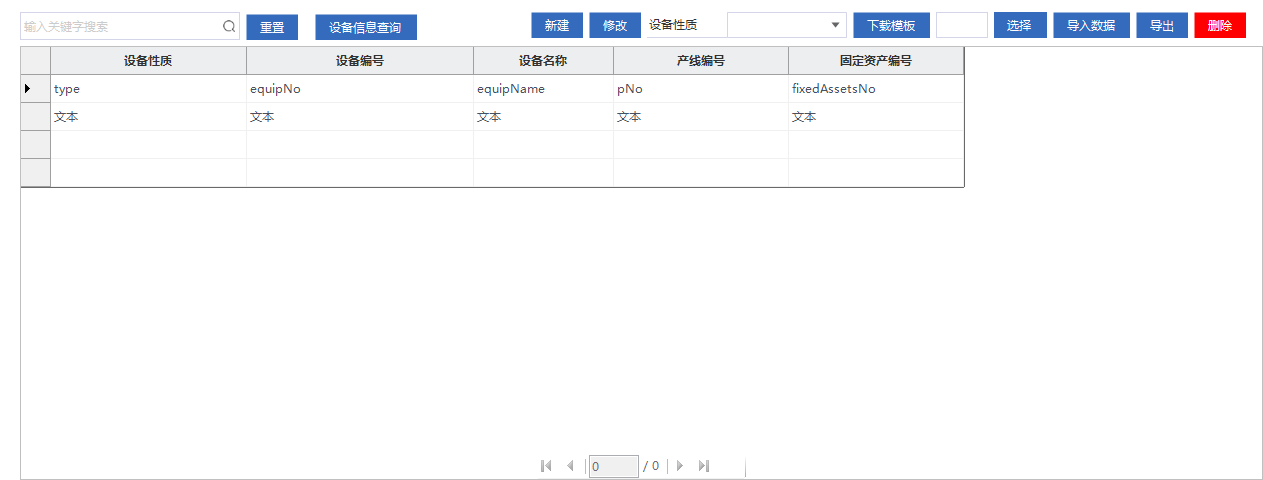 输入关键字搜索 重置 设备信息查询 新建 修改 设备性质 下载模板 选择 导入数据 导出 删除
设备性质 设备编号 设备名称 产线编号 固定资产编号
type equipNo equipName pNo fixedAssetsNo
文本 文本 文本 文本 文本
0 / 0